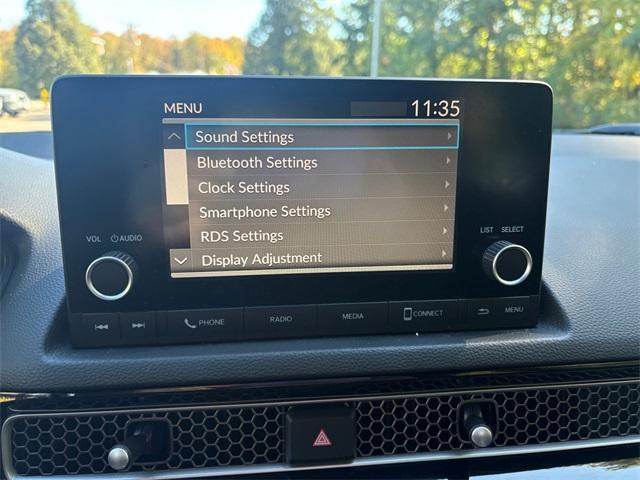 MENU 11:35
Sound Settings
Bluetooth Settings
Clock Settings
Smartphone Settings
RDS Settings
Display Adjustment
VOL AUDIO
LIST SELECT
PHONE RADIO MEDIA CONNECT MENU